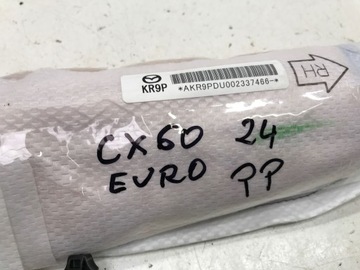 KR9P
*AKR9PDU002337466-*
RH
CX60 24
EURO PP